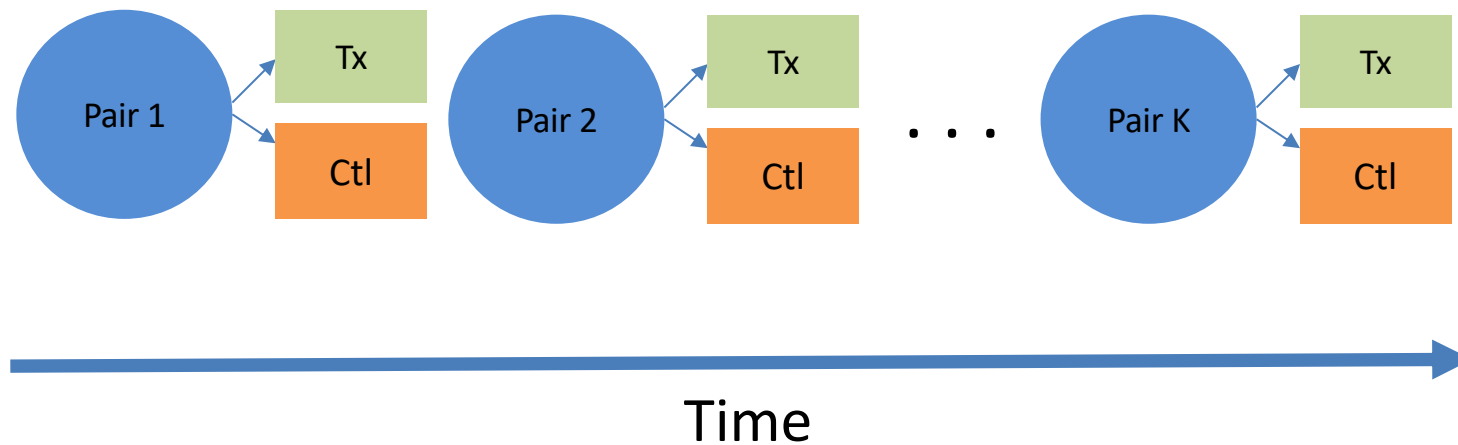 Pair 1
Tx
Ctl
Pair 2
Tx
Ctl
. . .
Pair K
Tx
Ctl
Time